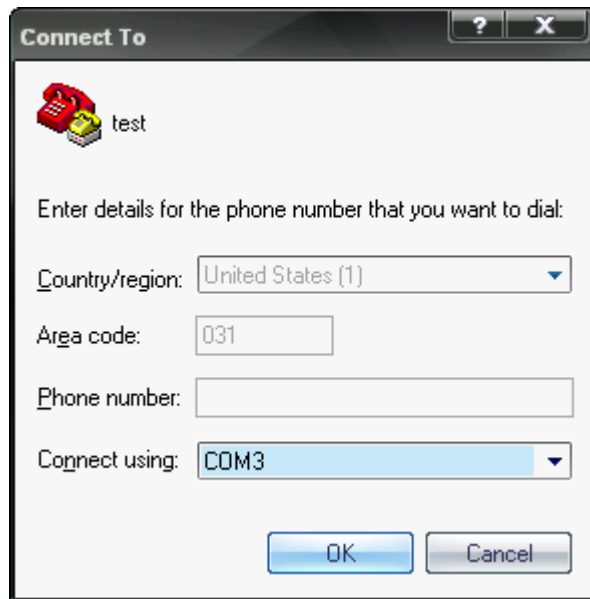 Connect To
?
X
test
Enter details for the phone number that you want to dial:
Country/region: United States (1)
Area code: 031
Phone number:
Connect using: COM3
OK Cancel